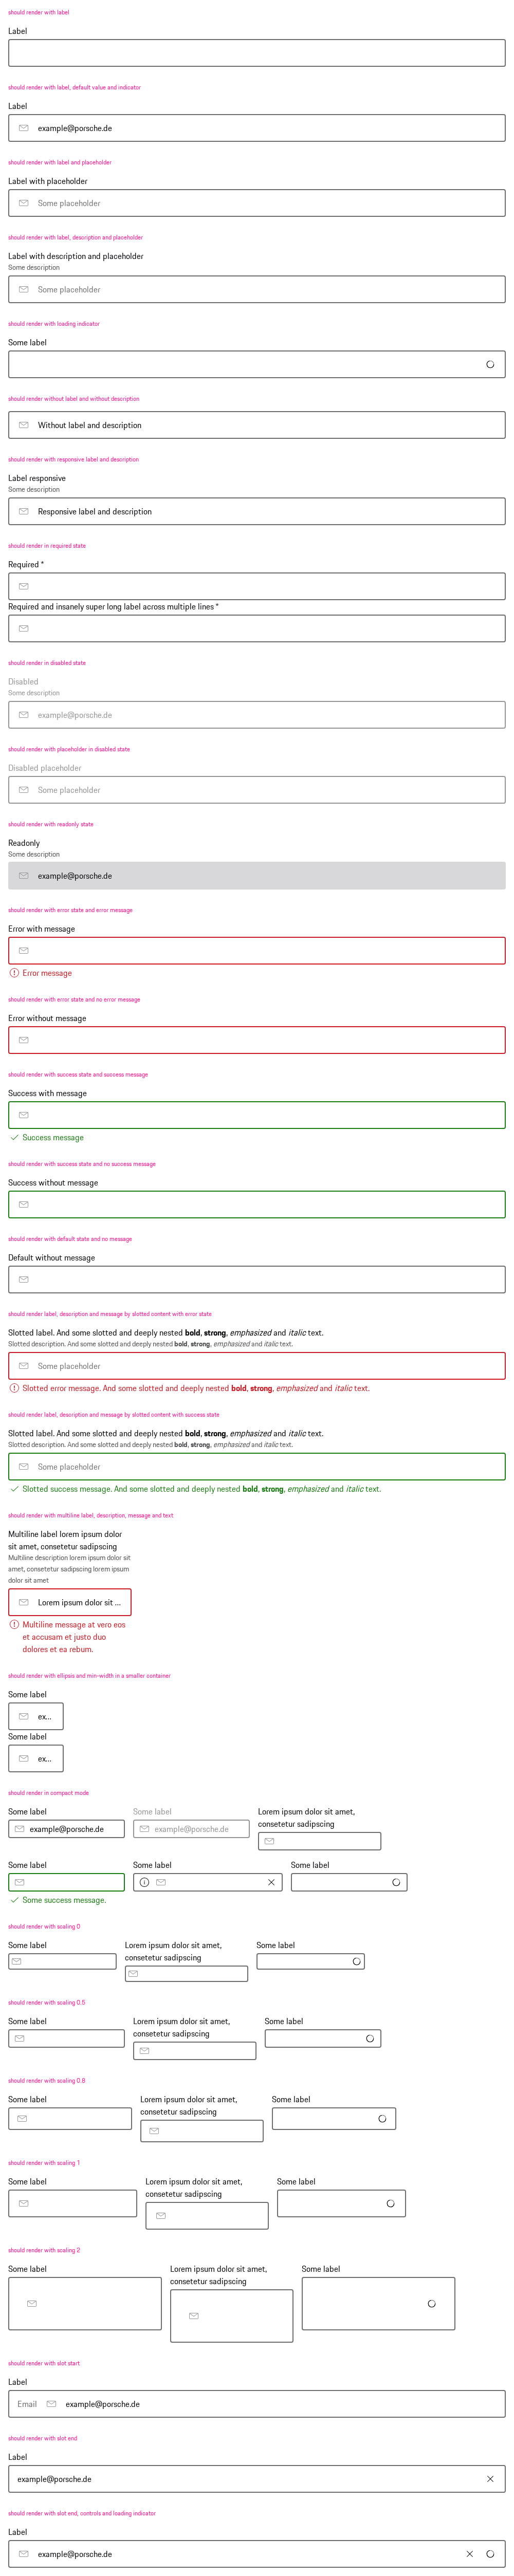 should render with label
Label
should render with label, default value and indicator
Label
example@porsche.de
should render with label and placeholder
Label with placeholder
Some placeholder
should render with label, description and placeholder
Label with description and placeholder
Some description
Some placeholder
should render with loading indicator
Some label
should render without label and without description
Without label and description
should render with responsive label and description
Label responsive
Some description
Responsive label and description
should render in required state
Required *
Required and insanely super long label across multiple lines *
should render in disabled state
Disabled
Some description
example@porsche.de
should render with placeholder in disabled state
Disabled placeholder
Some placeholder
should render with readonly state
Readonly
Some description
example@porsche.de
should render with error state and error message
Error with message
Error message
should render with error state and no error message
Error without message
should render with success state and success message
Success with message
Success message
should render with success state and no success message
Success without message
should render with default state and no message
Default without message
should render label, description and message by slotted content with error state
Slotted label. And some slotted and deeply nested bold, strong, emphasized and italic text.
Slotted description. And some slotted and deeply nested bold, strong, emphasized and italic text.
Some placeholder
Slotted error message. And some slotted and deeply nested bold, strong, emphasized and italic text.
should render label, description and message by slotted content with success state
Slotted label. And some slotted and deeply nested bold, strong, emphasized and italic text.
Slotted description. And some slotted and deeply nested bold, strong, emphasized and italic text.
Some placeholder
Slotted success message. And some slotted and deeply nested bold, strong, emphasized and italic text.
should render with multiline label, description, message and text
Multiline label lorem ipsum dolor
sit amet, consetetur sadipscing
Multiline description lorem ipsum dolor sit
amet, consetetur sadipscing lorem ipsum
dolor sit amet
Lorem ipsum dolor sit ...
Multiline message at vero eos
et accusam et justo duo
dolores et ea rebum.
should render with ellipsis and min-width in a smaller container
Some label
ex...
Some label
ex...
should render in compact mode
Some label
example@porsche.de
Some label
example@porsche.de
Lorem ipsum dolor sit amet,
consetetur sadipscing
Some label
Some success message.
Some label
Some label
should render with scaling 0
Some label
Lorem ipsum dolor sit amet,
consetetur sadipscing
Some label
should render with scaling 0.5
Some label
Lorem ipsum dolor sit amet,
consetetur sadipscing
Some label
should render with scaling 0.8
Some label
Lorem ipsum dolor sit amet,
consetetur sadipscing
Some label
should render with scaling 1
Some label
Lorem ipsum dolor sit amet,
consetetur sadipscing
Some label
should render with scaling 2
Some label
Lorem ipsum dolor sit amet,
consetetur sadipscing
Some label
should render with slot start
Label
Email example@porsche.de
should render with slot end
Label
example@porsche.de
should render with slot end, controls and loading indicator
Label
example@porsche.de